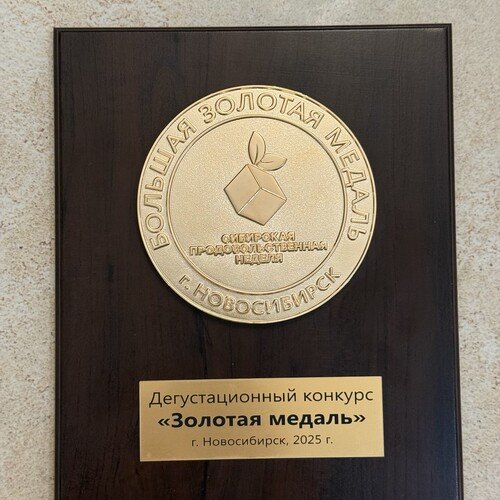 БОЛЬШАЯ ЗОЛОТАЯ МЕДАЛЬ
СИБИРСКАЯ
ПРОДОВОЛЬСТВЕННАЯ
НЕДЕЛЯ
г. НОВОСИБИРСК
Дегустационный конкурс
«Золотая медаль»
г. Новосибирск, 2025 г.